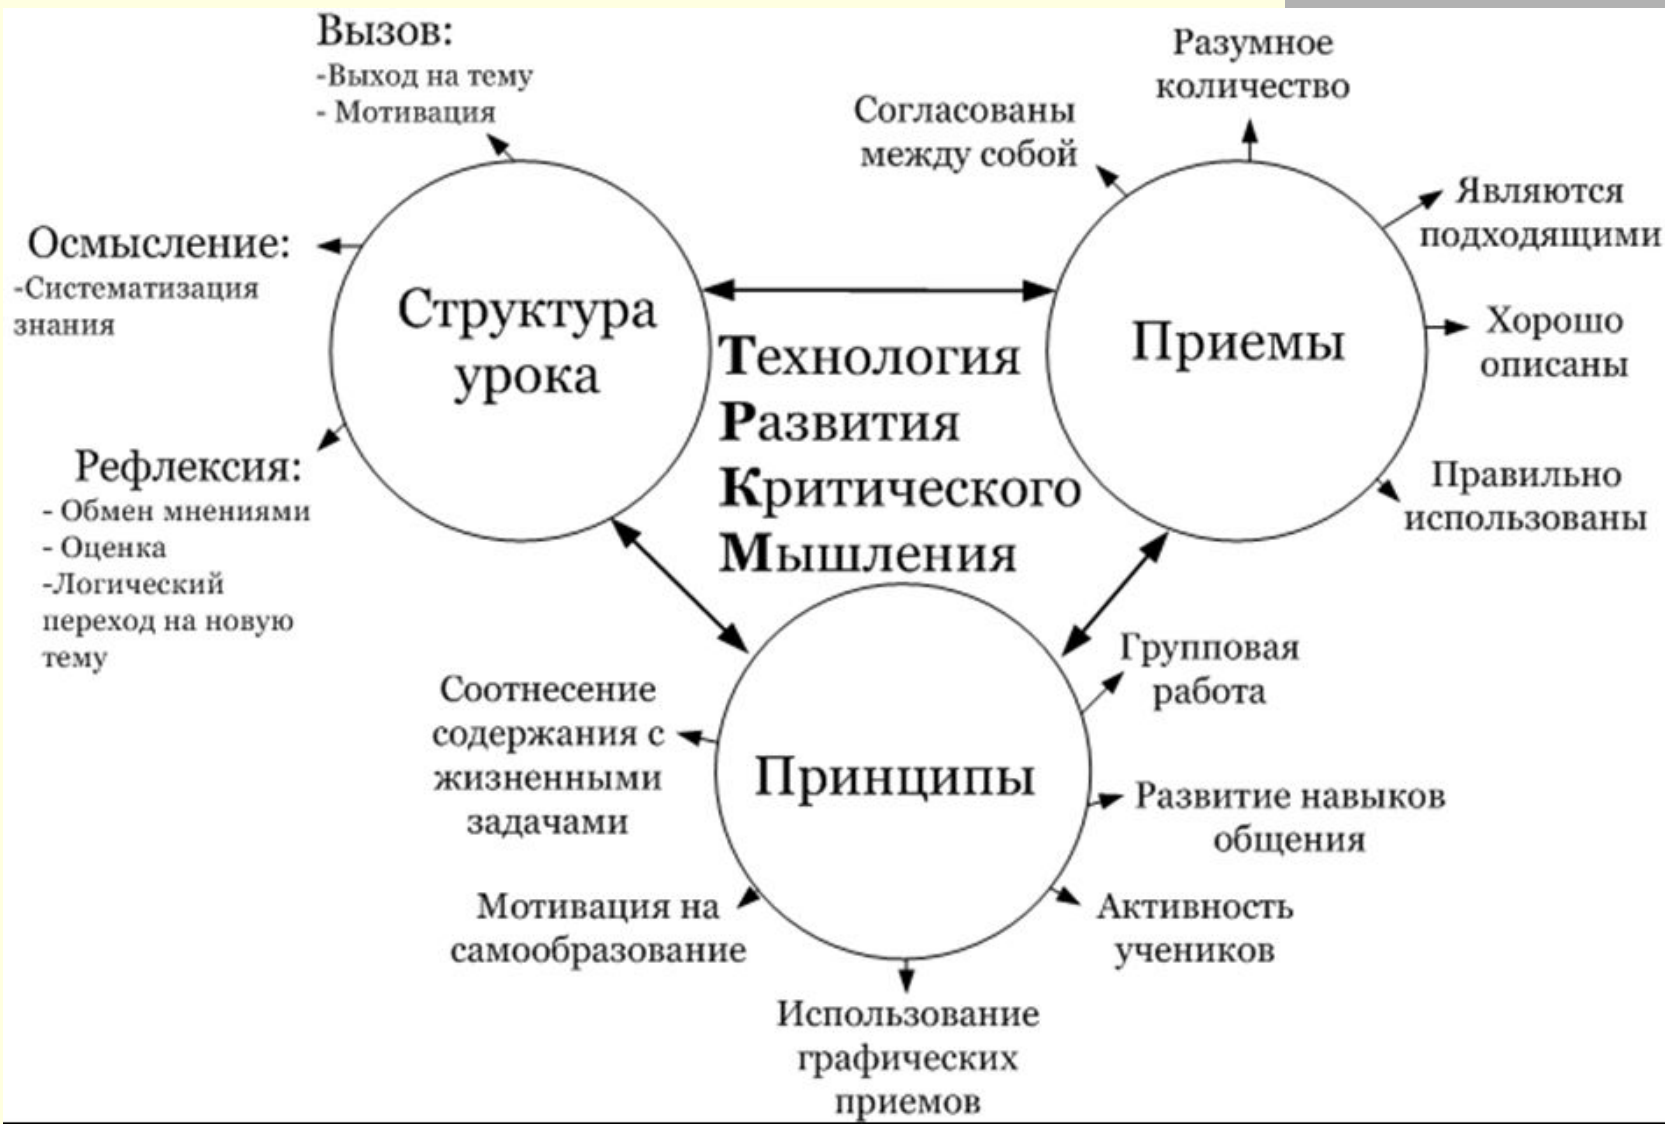 Вызов:
-Выход на тему
- Мотивация
Осмысление:
-Систематизация
знания
Рефлексия:
- Обмен мнениями
- Оценка
-Логический
переход на новую
тему
Структура
урока
Технология
Развития
Критического
Мышления
Согласованы
между собой
Разумное
количество
Являются
подходящими
Хорошо
описаны
Правильно
использованы
Приемы
Соотнесение
содержания с
жизненными
задачами
Мотивация на
самообразование
Принципы
Групповая
работа
Развитие навыков
общения
Активность
учеников
Использование
графических
приемов